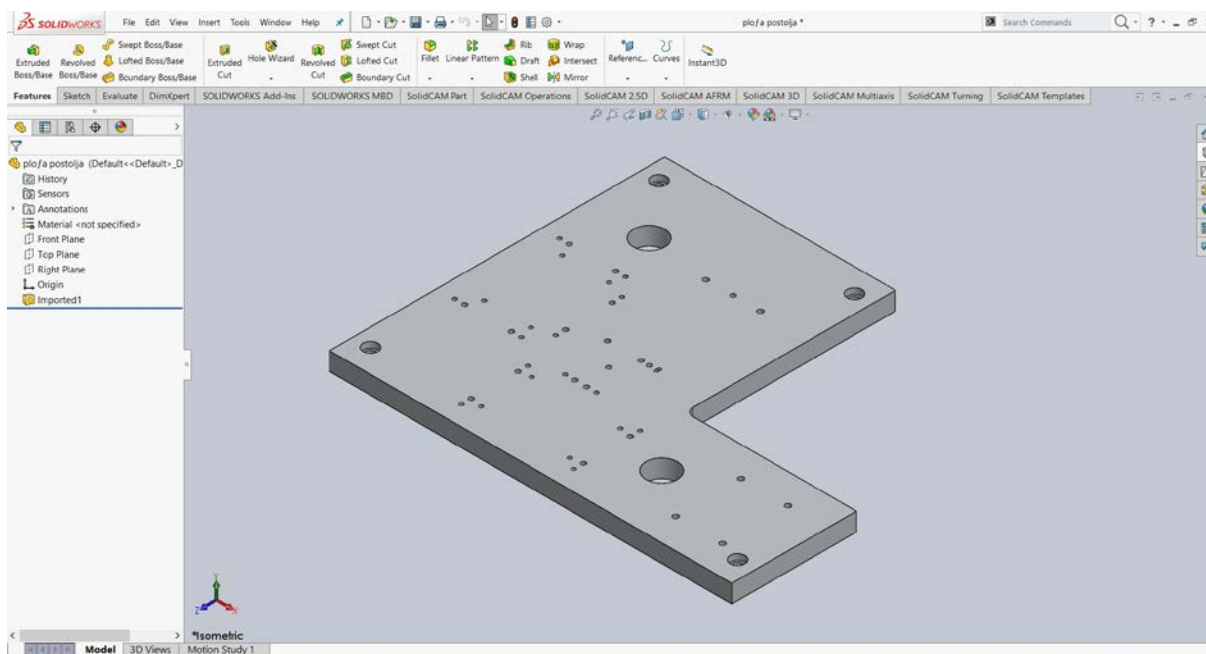 SOLIDWORKS File Edit View Insert Tools Window Help plofa postolja * Search Commands
Extruded Boss/Base
Revolved Boss/Base
Swept Boss/Base
Lofted Boss/Base
Boundary Boss/Base
Extruded Cut
Hole Wizard
Revolved Cut
Swept Cut
Lofted Cut
Boundary Cut
Fillet
Linear Pattern
Rib
Draft
Shell
Wrap
Intersect
Mirror
Referenc...
Curves
Instant3D
Features Sketch Evaluate DimXpert SOLIDWORKS Add-Ins SOLIDWORKS MBD SolidCAM Part SolidCAM Operations SolidCAM 2.5D SolidCAM AFRM SolidCAM 3D SolidCAM Multiaxis SolidCAM Turning SolidCAM Templates
plofa postolja (Default<<Default>_D
History
Sensors
Annotations
Material <not specified>
Front Plane
Top Plane
Right Plane
Origin
Imported1
Y
Z X
*Isometric
Model 3D Views Motion Study 1